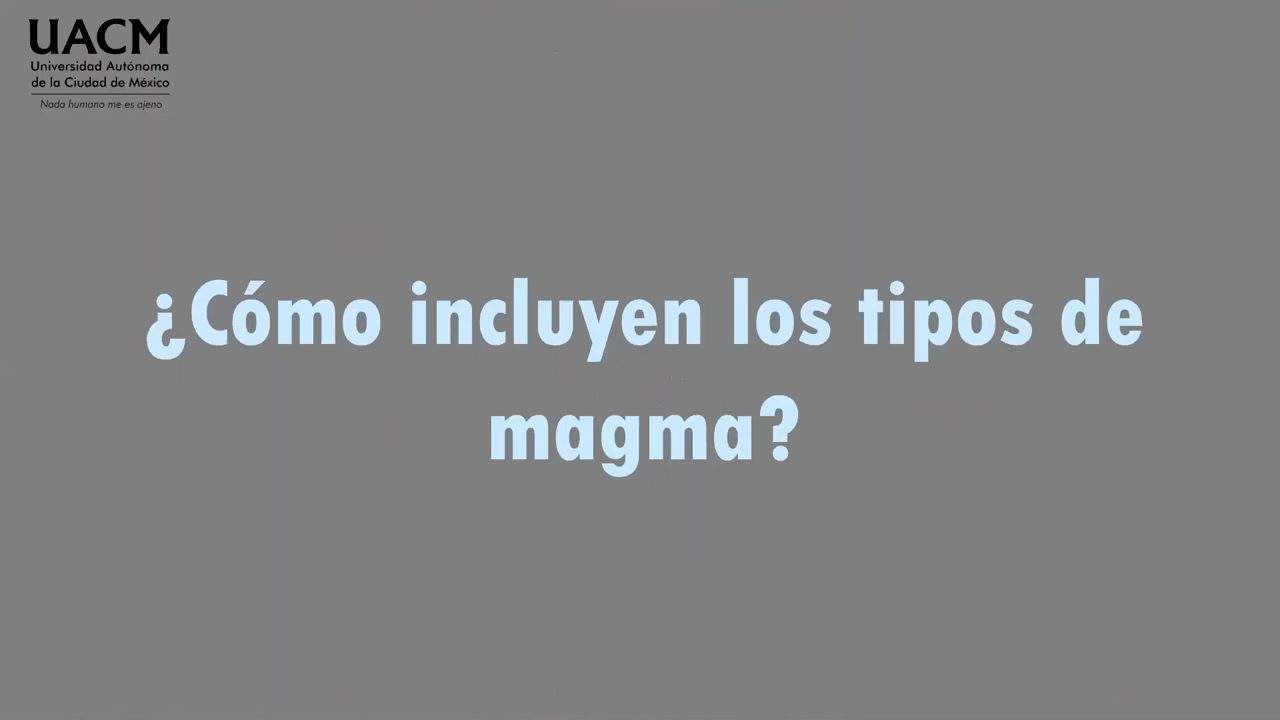 UACM
Universidad Autónoma
de la Ciudad de México
Nada humano me es ajeno
¿Cómo incluyen los tipos de
magma?